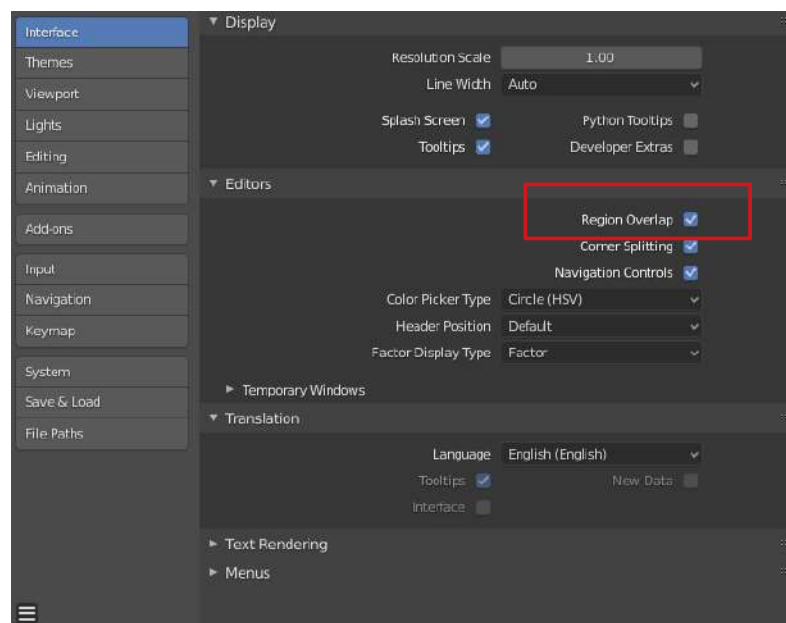 Interface
Themes
Viewport
Lights
Editing
Animation
Add-ons
Input
Navigation
Keymap
System
Save & Load
File Paths
Display
Resolution Scale 1.00
Line Width Auto
Splash Screen Python Tooltips
Tooltips Developer Extras
Editors
Region Overlap
Corner Splitting
Navigation Controls
Color Picker Type Circle (HSV)
Header Position Default
Factor Display Type Factor
Temporary Windows
Translation
Language English (English)
Tooltips New Data
Interface
Text Rendering
Menus